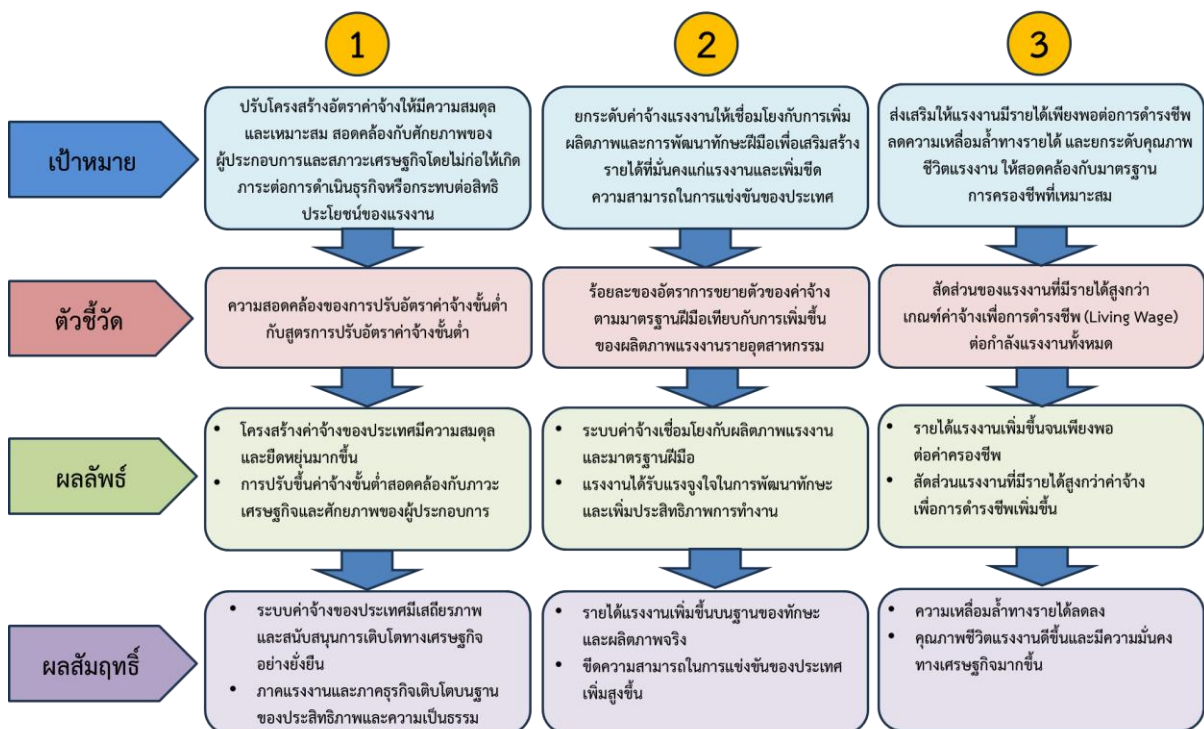 1
2
3
เป้าหมาย
ปรับโครงสร้างอัตราค่าจ้างให้มีความสมดุล
และเหมาะสม สอดคล้องกับศักยภาพของ
ผู้ประกอบการและสภาวะเศรษฐกิจโดยไม่ก่อให้เกิด
ภาระต่อการดำเนินธุรกิจหรือกระทบต่อสิทธิ
ประโยชน์ของแรงงาน
ยกระดับค่าจ้างแรงงานให้เชื่อมโยงกับการเพิ่ม
ผลิตภาพและการพัฒนาทักษะฝีมือเพื่อเสริมสร้าง
รายได้ที่มั่นคงแก่แรงงานและเพิ่มขีด
ความสามารถในการแข่งขันของประเทศ
ส่งเสริมให้แรงงานมีรายได้เพียงพอต่อการดำรงชีพ
ลดความเหลื่อมล้ำทางรายได้ และยกระดับคุณภาพ
ชีวิตแรงงาน ให้สอดคล้องกับมาตรฐาน
การครองชีพที่เหมาะสม
ตัวชี้วัด
ความสอดคล้องของการปรับอัตราค่าจ้างขั้นต่ำ
กับสูตรการปรับอัตราค่าจ้างขั้นต่ำ
ร้อยละของอัตราการขยายตัวของค่าจ้าง
ตามมาตรฐานฝีมือเทียบกับการเพิ่มขึ้น
ของผลิตภาพแรงงานรายอุตสาหกรรม
สัดส่วนของแรงงานที่มีรายได้สูงกว่า
เกณฑ์ค่าจ้างเพื่อการดำรงชีพ (Living Wage)
ต่อกำลังแรงงานทั้งหมด
ผลลัพธ์
• โครงสร้างค่าจ้างของประเทศมีความสมดุล
และยืดหยุ่นมากขึ้น
• การปรับขึ้นค่าจ้างขั้นต่ำสอดคล้องกับภาวะ
เศรษฐกิจและศักยภาพของผู้ประกอบการ
• ระบบค่าจ้างเชื่อมโยงกับผลิตภาพแรงงาน
และมาตรฐานฝีมือ
• แรงงานได้รับแรงจูงใจในการพัฒนาทักษะ
และเพิ่มประสิทธิภาพการทำงาน
• รายได้แรงงานเพิ่มขึ้นจนเพียงพอ
ต่อค่าครองชีพ
• สัดส่วนแรงงานที่มีรายได้สูงกว่าค่าจ้าง
เพื่อการดำรงชีพเพิ่มขึ้น
ผลสัมฤทธิ์
• ระบบค่าจ้างของประเทศมีเสถียรภาพ
และสนับสนุนการเติบโตทางเศรษฐกิจ
อย่างยั่งยืน
• ภาคแรงงานและภาคธุรกิจเติบโตบนฐาน
ของประสิทธิภาพและความเป็นธรรม
• รายได้แรงงานเพิ่มขึ้นบนฐานของทักษะ
และผลิตภาพจริง
• ขีดความสามารถในการแข่งขันของประเทศ
เพิ่มสูงขึ้น
• ความเหลื่อมล้ำทางรายได้ลดลง
• คุณภาพชีวิตแรงงานดีขึ้นและมีความมั่นคง
ทางเศรษฐกิจมากขึ้น